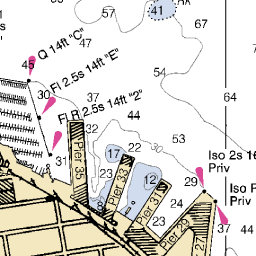 41
67
47
Q 14ft "C"
45
54
Fl 2.5s 14ft "E"
30
37
64
Fl R 2.5s 14ft "2"
44
32
53
17
22
31
Pier 35
Iso 2s 16
Priv
23
Pier 33
12
29
Iso R
Priv
23
24
8
Pier 31
Pier 29
27
37
44